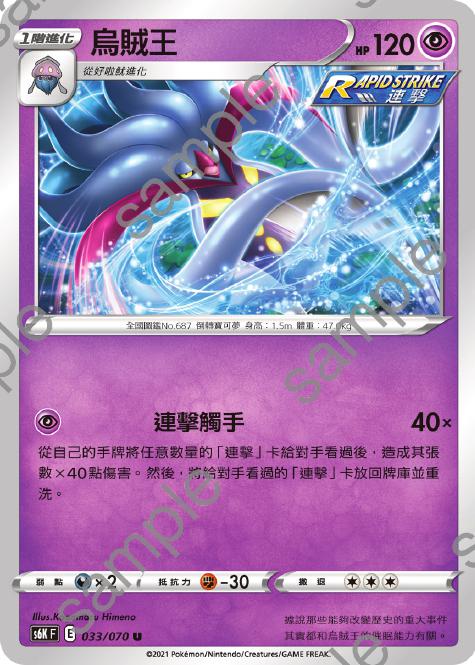 1階進化
烏賊王
HP 120
從好啦魷進化
RAPID STRIKE
連擊
sample
全國圖鑑No.687 倒轉寶可夢 身高：1.5m 體重：47.0kg
連擊觸手 40×
從自己的手牌將任意數量的「連擊」卡給對手看過後，造成其張
數×40點傷害。然後，將給對手看過的「連擊」卡放回牌庫並重
洗。
弱點 ×2 抵抗力 -30 撤退
Illus. Himeno
據說那些能夠改變歷史的重大事件
s6K F E 033/070 U
其實都和烏賊王的催眠能力有關。
©2021 Pokémon/Nintendo/Creatures/GAME FREAK.